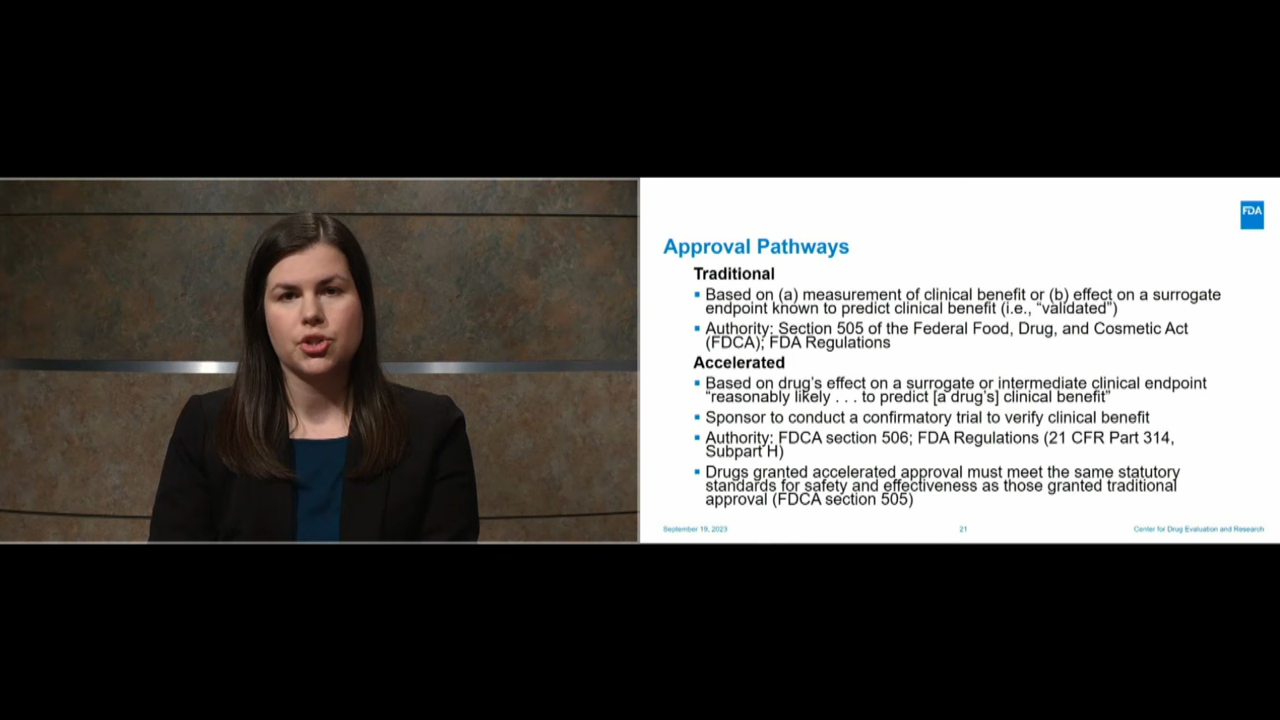 FDA
Approval Pathways
Traditional
▪ Based on (a) measurement of clinical benefit or (b) effect on a surrogate
endpoint known to predict clinical benefit (i.e., “validated”)
▪ Authority: Section 505 of the Federal Food, Drug, and Cosmetic Act
(FDCA); FDA Regulations
Accelerated
▪ Based on drug’s effect on a surrogate or intermediate clinical endpoint
“reasonably likely . . . to predict [a drug’s] clinical benefit”
▪ Sponsor to conduct a confirmatory trial to verify clinical benefit
▪ Authority: FDCA section 506; FDA Regulations (21 CFR Part 314,
Subpart H)
▪ Drugs granted accelerated approval must meet the same statutory
standards for safety and effectiveness as those granted traditional
approval (FDCA section 505)
September 19, 2023 21 Center for Drug Evaluation and Research